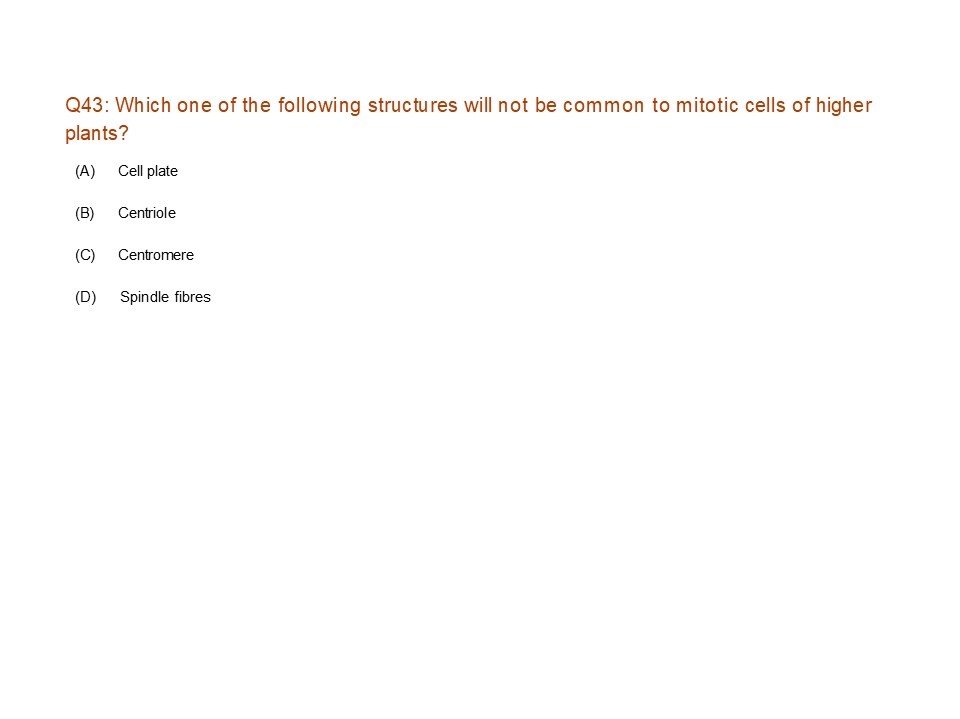 Q43: Which one of the following structures will not be common to mitotic cells of higher
plants?
(A) Cell plate
(B) Centriole
(C) Centromere
(D) Spindle fibres